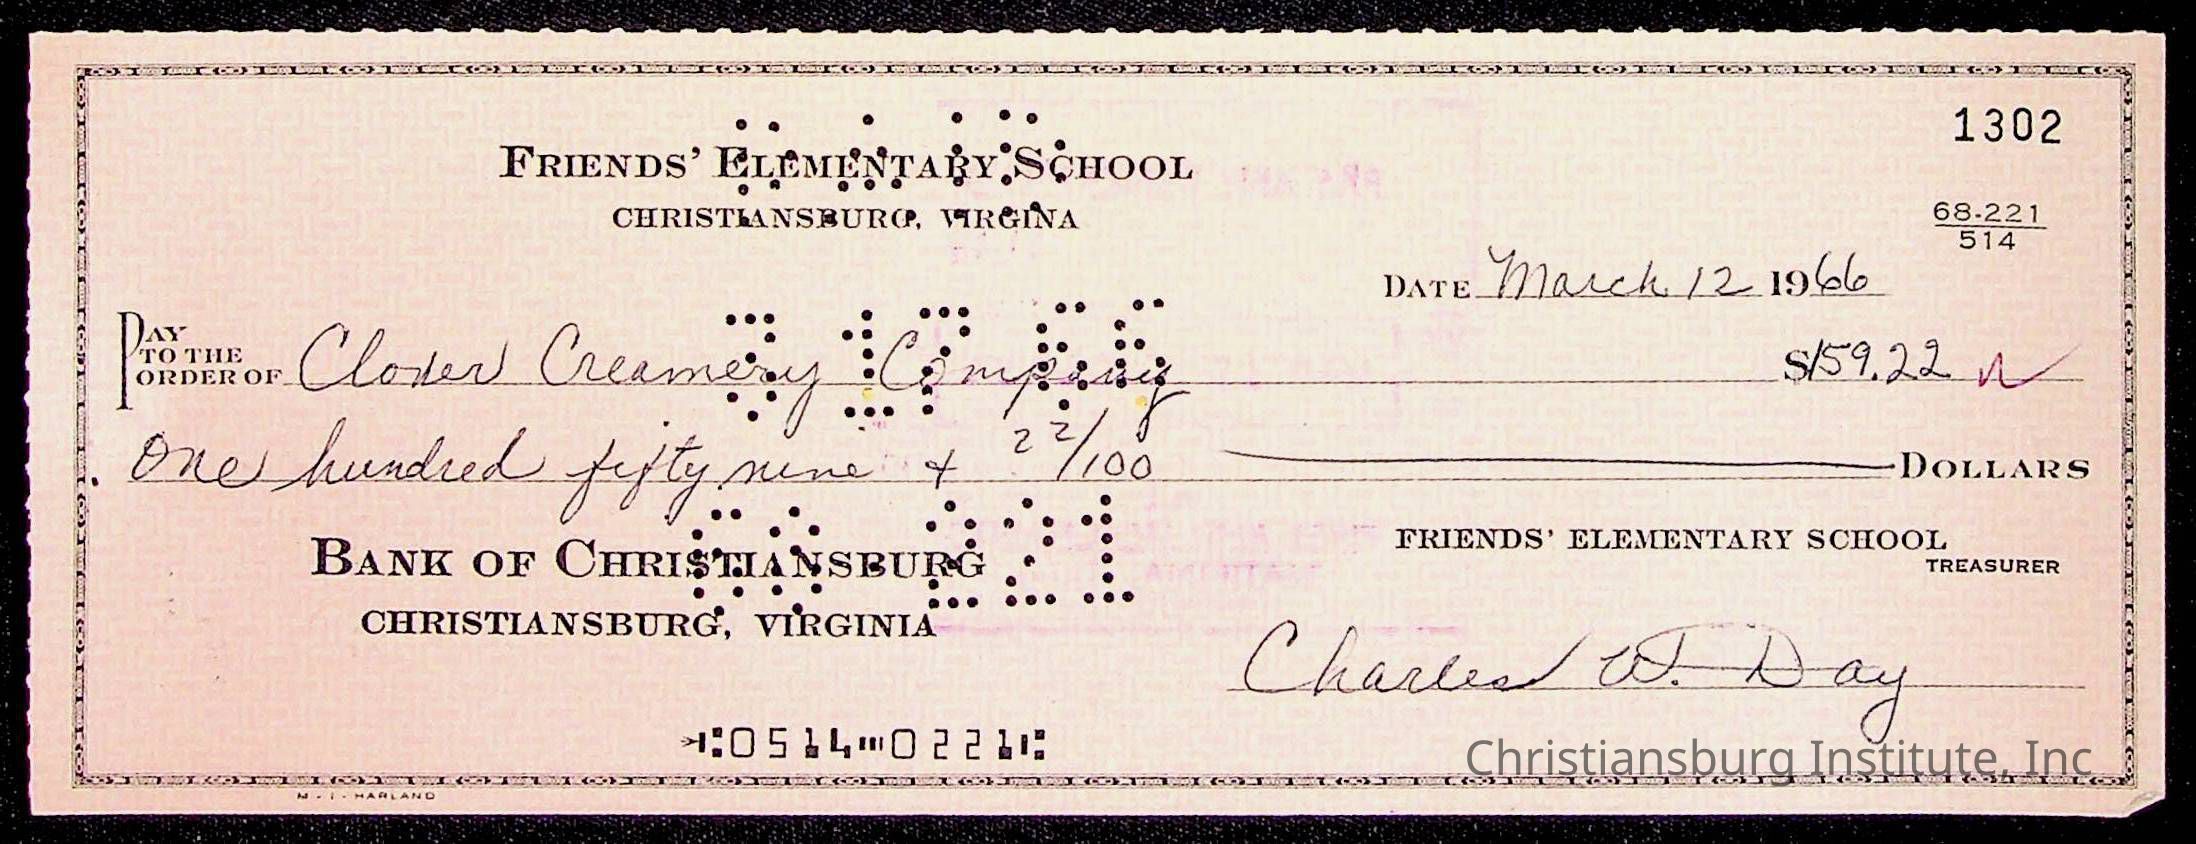 1302
FRIENDS' ELEMENTARY SCHOOL
CHRISTIANSBURG, VIRGINA
68-221
514
DATE March 12 1966
PAY TO THE ORDER OF Clover Creamery Company $159.22
One hundred fifty nine & 22/100 DOLLARS
BANK OF CHRISTIANSBURG
CHRISTIANSBURG, VIRGINIA
FRIENDS' ELEMENTARY SCHOOL
TREASURER
Charles W. Day
0514 0221
Christiansburg Institute, Inc
HARLAND